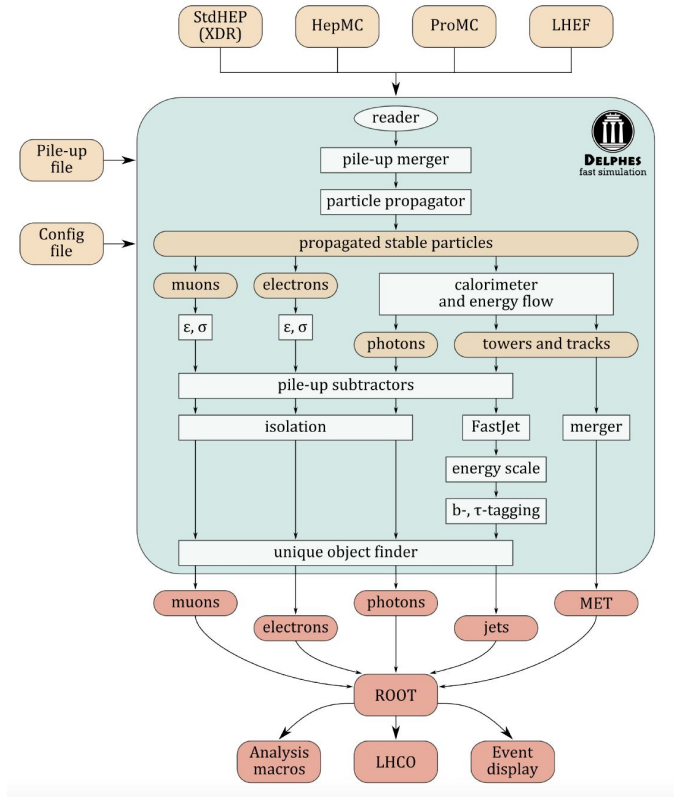 StdHEP
(XDR)
HepMC
ProMC
LHEF
reader
DELPHES
fast simulation
Pile-up
file
pile-up merger
particle propagator
Config
file
propagated stable particles
muons
electrons
calorimeter
and energy flow
ε, σ
ε, σ
photons
towers and tracks
pile-up subtractors
isolation
FastJet
merger
energy scale
b-, τ-tagging
unique object finder
muons
electrons
photons
jets
MET
ROOT
Analysis
macros
LHCO
Event
display